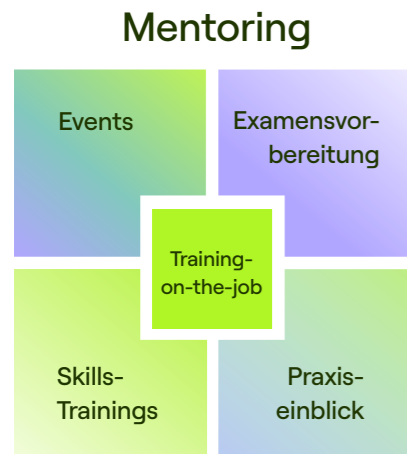 Mentoring
Events
Examensvor-
bereitung
Training-
on-the-job
Skills-
Trainings
Praxis-
einblick